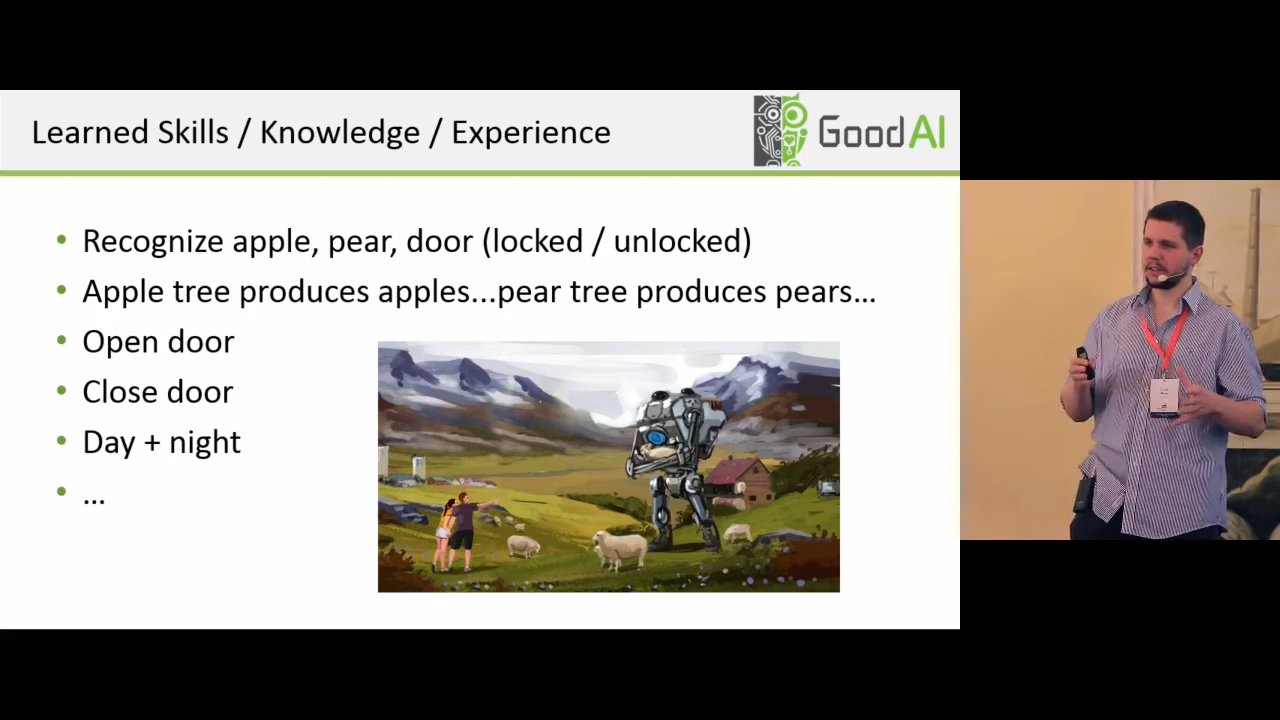 Learned Skills / Knowledge / Experience
GoodAI
• Recognize apple, pear, door (locked / unlocked)
• Apple tree produces apples...pear tree produces pears...
• Open door
• Close door
• Day + night
• ...